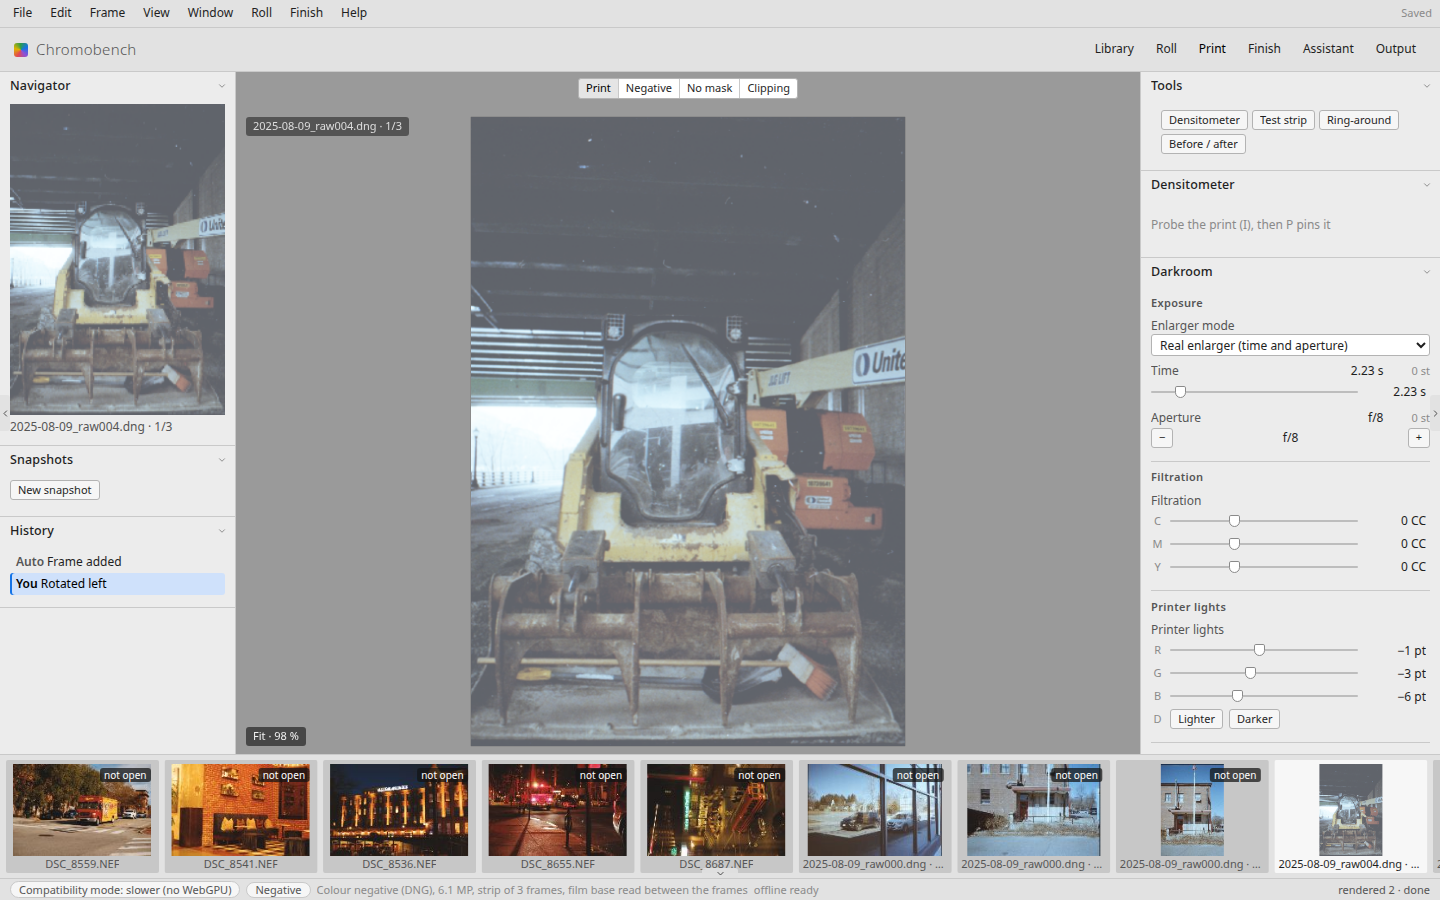 File Edit Frame View Window Roll Finish Help Saved
Chromobench Library Roll Print Finish Assistant Output
Navigator
2025-08-09_raw004.dng · 1/3
Snapshots
New snapshot
History
Auto Frame added
You Rotated left
Print Negative No mask Clipping
2025-08-09_raw004.dng · 1/3
Unite
Fit · 98 %
Tools
Densitometer Test strip Ring-around
Before / after
Densitometer
Probe the print (I), then P pins it
Darkroom
Exposure
Enlarger mode
Real enlarger (time and aperture)
Time 2.23 s 0 st
2.23 s
Aperture f/8 0 st
− f/8 +
Filtration
Filtration
C 0 CC
M 0 CC
Y 0 CC
Printer lights
Printer lights
R −1 pt
G −3 pt
B −6 pt
D Lighter Darker
not open not open not open not open not open not open not open not open
DSC_8559.NEF DSC_8541.NEF DSC_8536.NEF DSC_8655.NEF DSC_8687.NEF 2025-08-09_raw000.dng · ... 2025-08-09_raw000.dng · ... 2025-08-09_raw000.dng · ... 2025-08-09_raw004.dng · ...
Compatibility mode: slower (no WebGPU) Negative Colour negative (DNG), 6.1 MP, strip of 3 frames, film base read between the frames offline ready rendered 2 · done